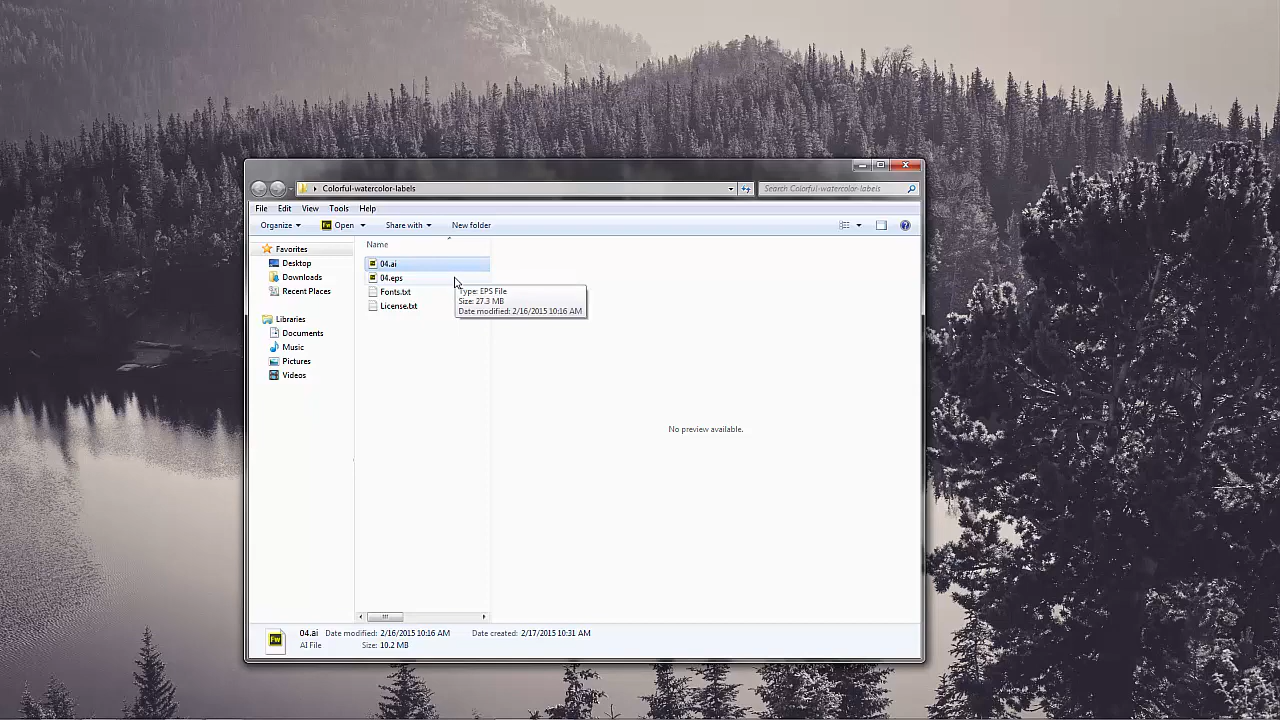 Colorful-watercolor-labels
Search Colorful-watercolor-labels
File Edit View Tools Help
Organize Fw Open Share with New folder
Favorites
Desktop
Downloads
Recent Places
Libraries
Documents
Music
Pictures
Videos
Name
04.ai
04.eps
Fonts.txt
License.txt
Type: EPS File
Size: 27.3 MB
Date modified: 2/16/2015 10:16 AM
No preview available.
Fw
04.ai Date modified: 2/16/2015 10:16 AM Date created: 2/17/2015 10:31 AM
AI File Size: 10.2 MB